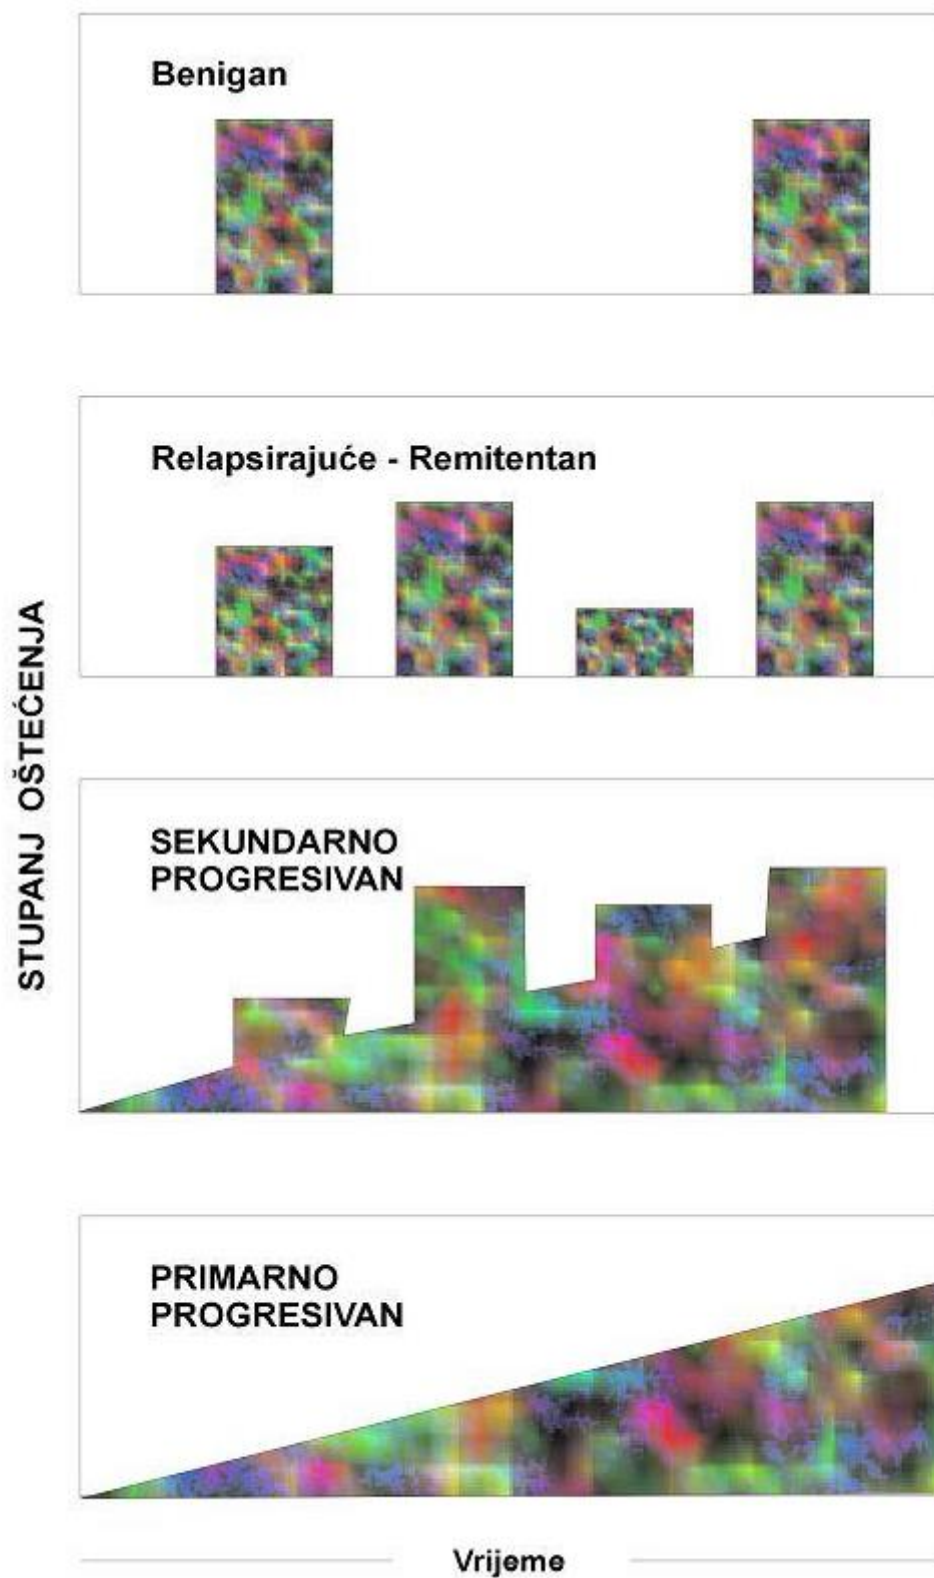 Benigan
Relapsirajuće - Remitentan
STUPANJ OŠTEĆENJA
SEKUNDARNO
PROGRESIVAN
PRIMARNO
PROGRESIVAN
Vrijeme